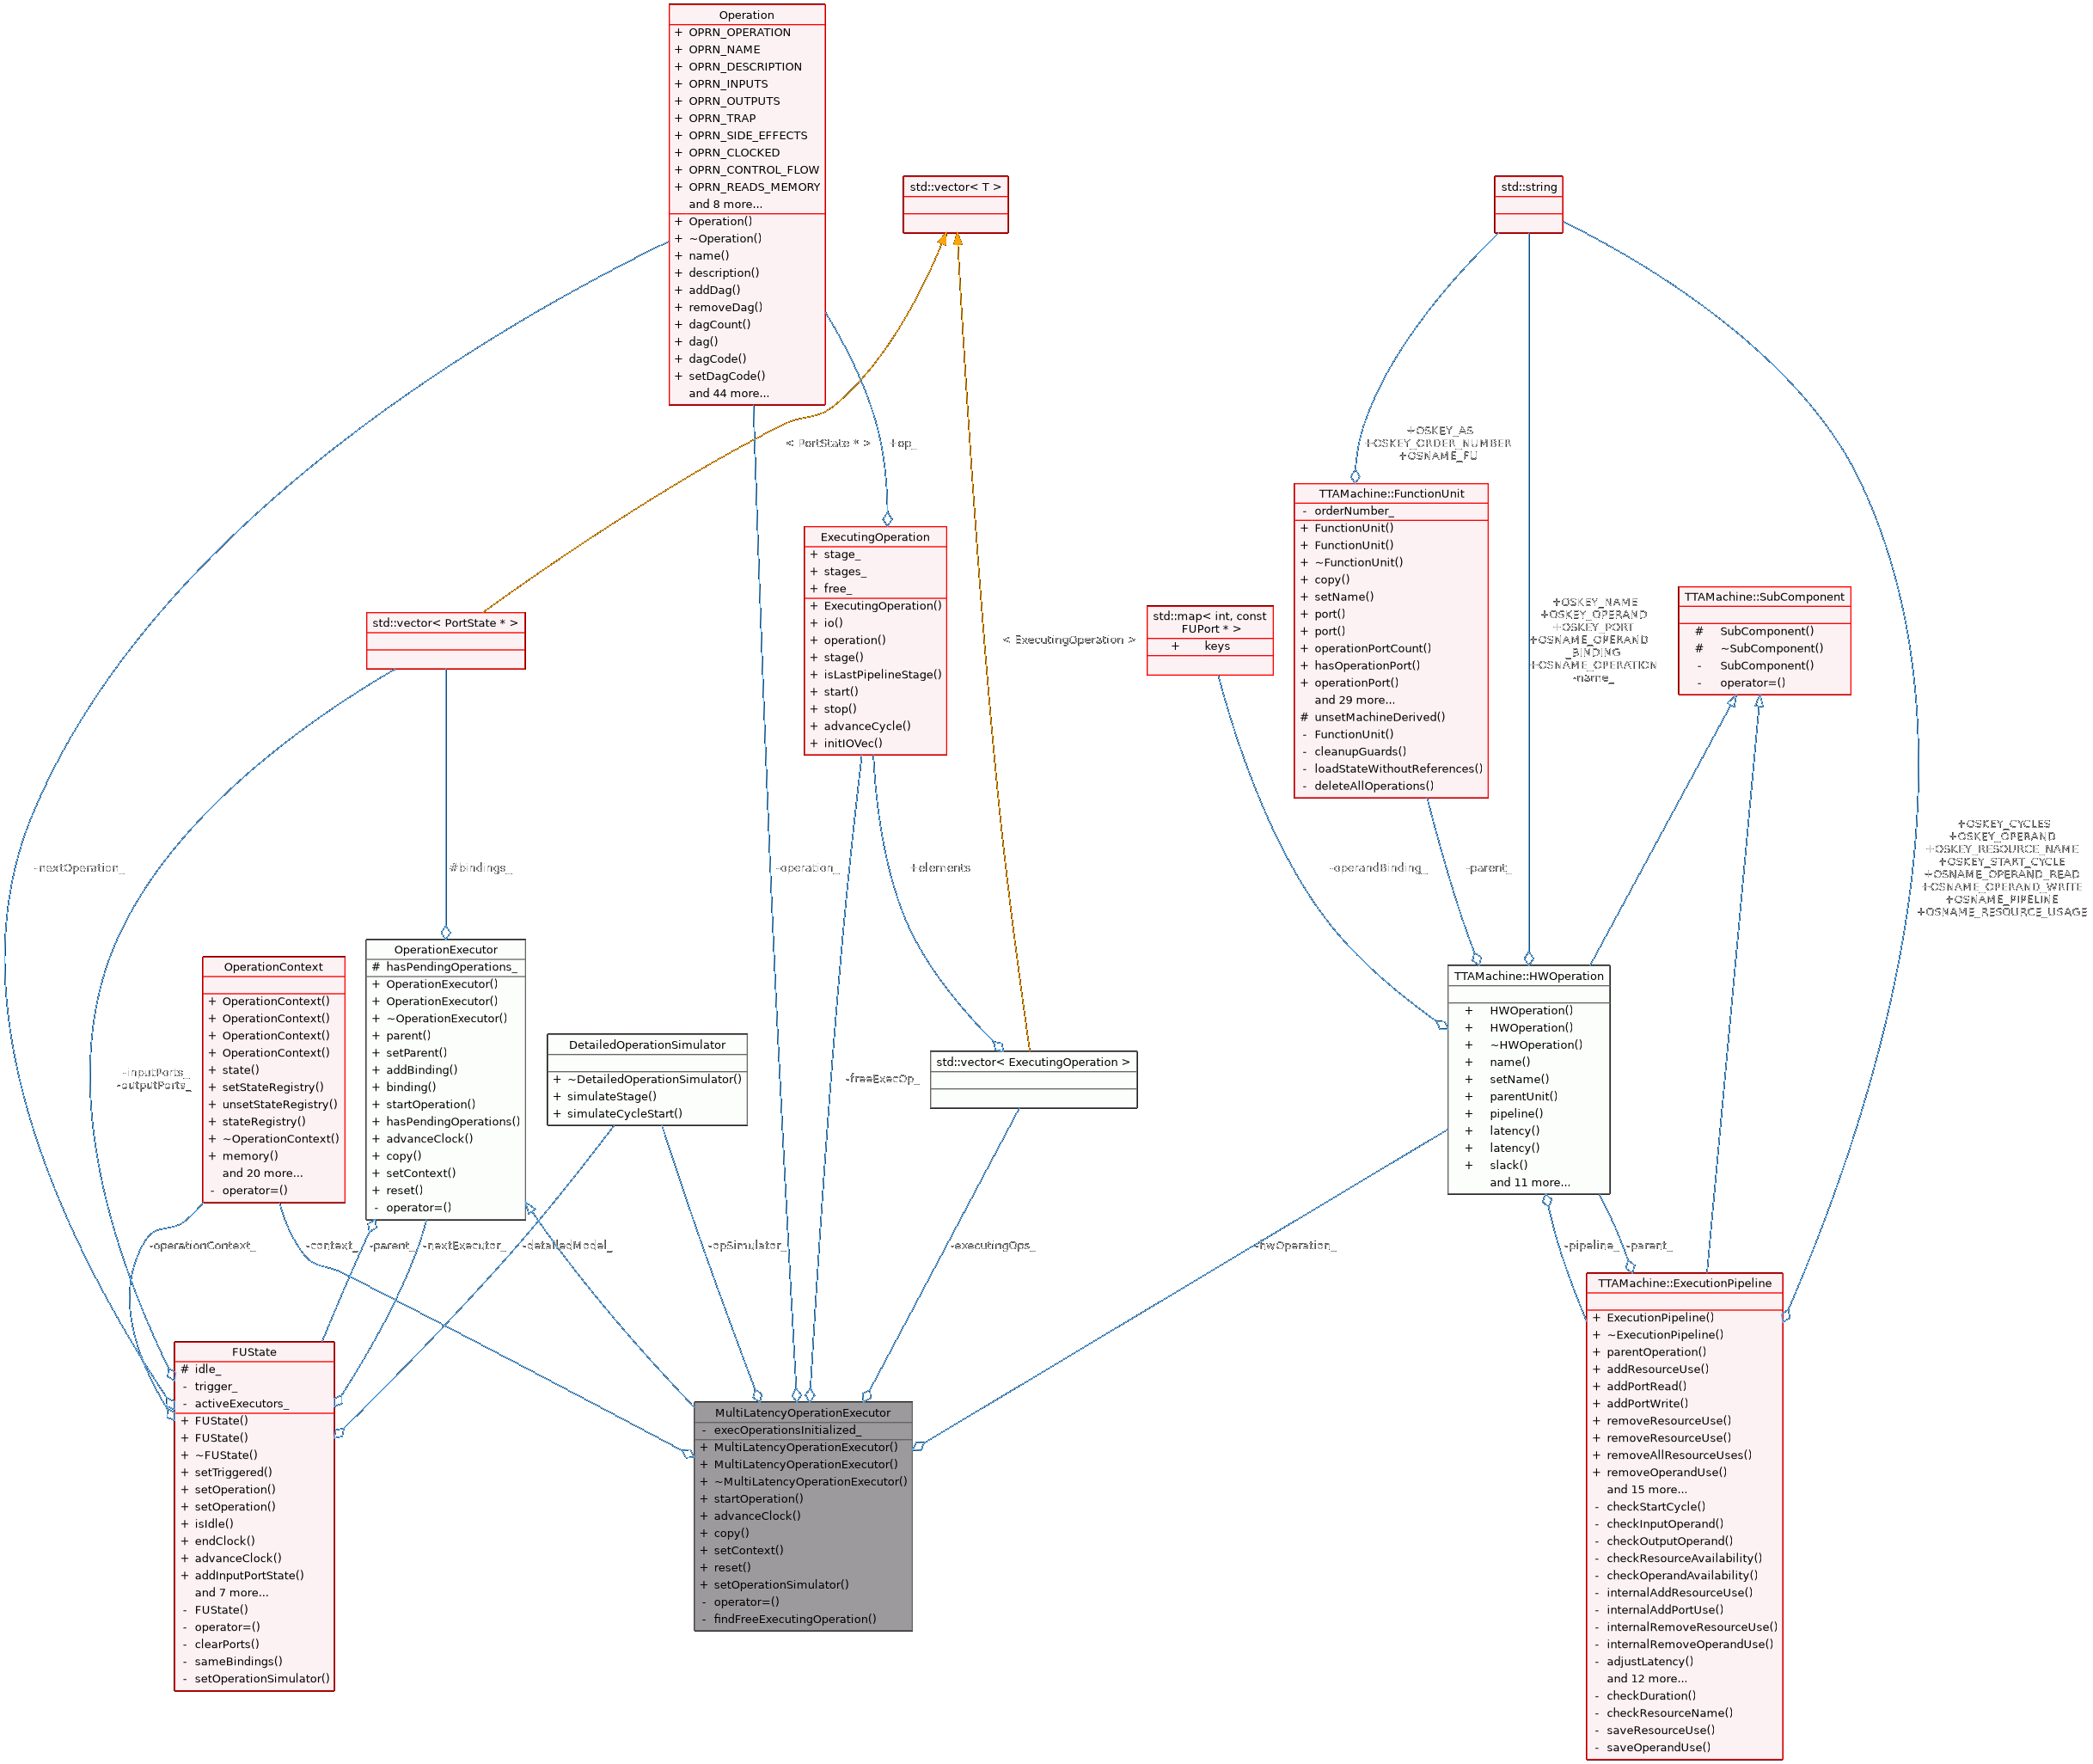 Operation
+ OPRN_OPERATION
+ OPRN_NAME
+ OPRN_DESCRIPTION
+ OPRN_INPUTS
+ OPRN_OUTPUTS
+ OPRN_TRAP
+ OPRN_SIDE_EFFECTS
+ OPRN_CLOCKED
+ OPRN_CONTROL_FLOW
+ OPRN_READS_MEMORY
and 8 more...
+ Operation()
+ ~Operation()
+ name()
+ description()
+ addDag()
+ removeDag()
+ dagCount()
+ dag()
+ dagCode()
+ setDagCode()
and 44 more...
std::vector< T >
std::string
< PortState * >
+op_
+OSKEY_AS
+OSKEY_ORDER_NUMBER
+OSNAME_FU
TTAMachine::FunctionUnit
- orderNumber_
+ FunctionUnit()
+ FunctionUnit()
+ ~FunctionUnit()
+ copy()
+ setName()
+ port()
+ port()
+ operationPortCount()
+ hasOperationPort()
+ operationPort()
and 29 more...
# unsetMachineDerived()
- FunctionUnit()
- cleanupGuards()
- loadStateWithoutReferences()
- deleteAllOperations()
ExecutingOperation
+ stage_
+ stages_
+ free_
+ ExecutingOperation()
+ io()
+ operation()
+ stage()
+ isLastPipelineStage()
+ start()
+ stop()
+ advanceCycle()
+ initIOVec()
std::vector< PortState * >
< ExecutingOperation >
std::map< int, const
FUPort * >
+ keys
+OSKEY_NAME
+OSKEY_OPERAND
+OSKEY_PORT
+OSNAME_OPERAND
_BINDING
+OSNAME_OPERATION
-name_
TTAMachine::SubComponent
# SubComponent()
# ~SubComponent()
- SubComponent()
- operator=()
-nextOperation_
#bindings_
-operation_
+elements
-operandBinding_
-parent_
+OSKEY_CYCLES
+OSKEY_OPERAND
+OSKEY_RESOURCE_NAME
+OSKEY_START_CYCLE
+OSNAME_OPERAND_READ
+OSNAME_OPERAND_WRITE
+OSNAME_PIPELINE
+OSNAME_RESOURCE_USAGE
-inputPorts_
-outputPorts_
OperationContext
+ OperationContext()
+ OperationContext()
+ OperationContext()
+ OperationContext()
+ state()
+ setStateRegistry()
+ unsetStateRegistry()
+ stateRegistry()
+ ~OperationContext()
+ memory()
and 20 more...
- operator=()
OperationExecutor
# hasPendingOperations_
+ OperationExecutor()
+ OperationExecutor()
+ ~OperationExecutor()
+ parent()
+ setParent()
+ addBinding()
+ binding()
+ startOperation()
+ hasPendingOperations()
+ advanceClock()
+ copy()
+ setContext()
+ reset()
- operator=()
DetailedOperationSimulator
+ ~DetailedOperationSimulator()
+ simulateStage()
+ simulateCycleStart()
-freeExecOp_
std::vector< ExecutingOperation >
TTAMachine::HWOperation
+ HWOperation()
+ HWOperation()
+ ~HWOperation()
+ name()
+ setName()
+ parentUnit()
+ pipeline()
+ latency()
+ latency()
+ slack()
and 11 more...
-operationContext_
-context_
-parent_
-nextExecutor_
-detailedModel_
-opSimulator_
-executingOps_
-hwOperation_
-pipeline_
-parent_
FUState
# idle_
- trigger_
- activeExecutors_
+ FUState()
+ FUState()
+ ~FUState()
+ setTriggered()
+ setOperation()
+ setOperation()
+ isIdle()
+ endClock()
+ advanceClock()
+ addInputPortState()
and 7 more...
- FUState()
- operator=()
- clearPorts()
- sameBindings()
- setOperationSimulator()
MultiLatencyOperationExecutor
- execOperationsInitialized_
+ MultiLatencyOperationExecutor()
+ MultiLatencyOperationExecutor()
+ ~MultiLatencyOperationExecutor()
+ startOperation()
+ advanceClock()
+ copy()
+ setContext()
+ reset()
+ setOperationSimulator()
- operator=()
- findFreeExecutingOperation()
TTAMachine::ExecutionPipeline
+ ExecutionPipeline()
+ ~ExecutionPipeline()
+ parentOperation()
+ addResourceUse()
+ addPortRead()
+ addPortWrite()
+ removeResourceUse()
+ removeResourceUse()
+ removeAllResourceUses()
+ removeOperandUse()
and 15 more...
- checkStartCycle()
- checkInputOperand()
- checkOutputOperand()
- checkResourceAvailability()
- checkOperandAvailability()
- internalAddResourceUse()
- internalAddPortUse()
- internalRemoveResourceUse()
- internalRemoveOperandUse()
- adjustLatency()
and 12 more...
- checkDuration()
- checkResourceName()
- saveResourceUse()
- saveOperandUse()